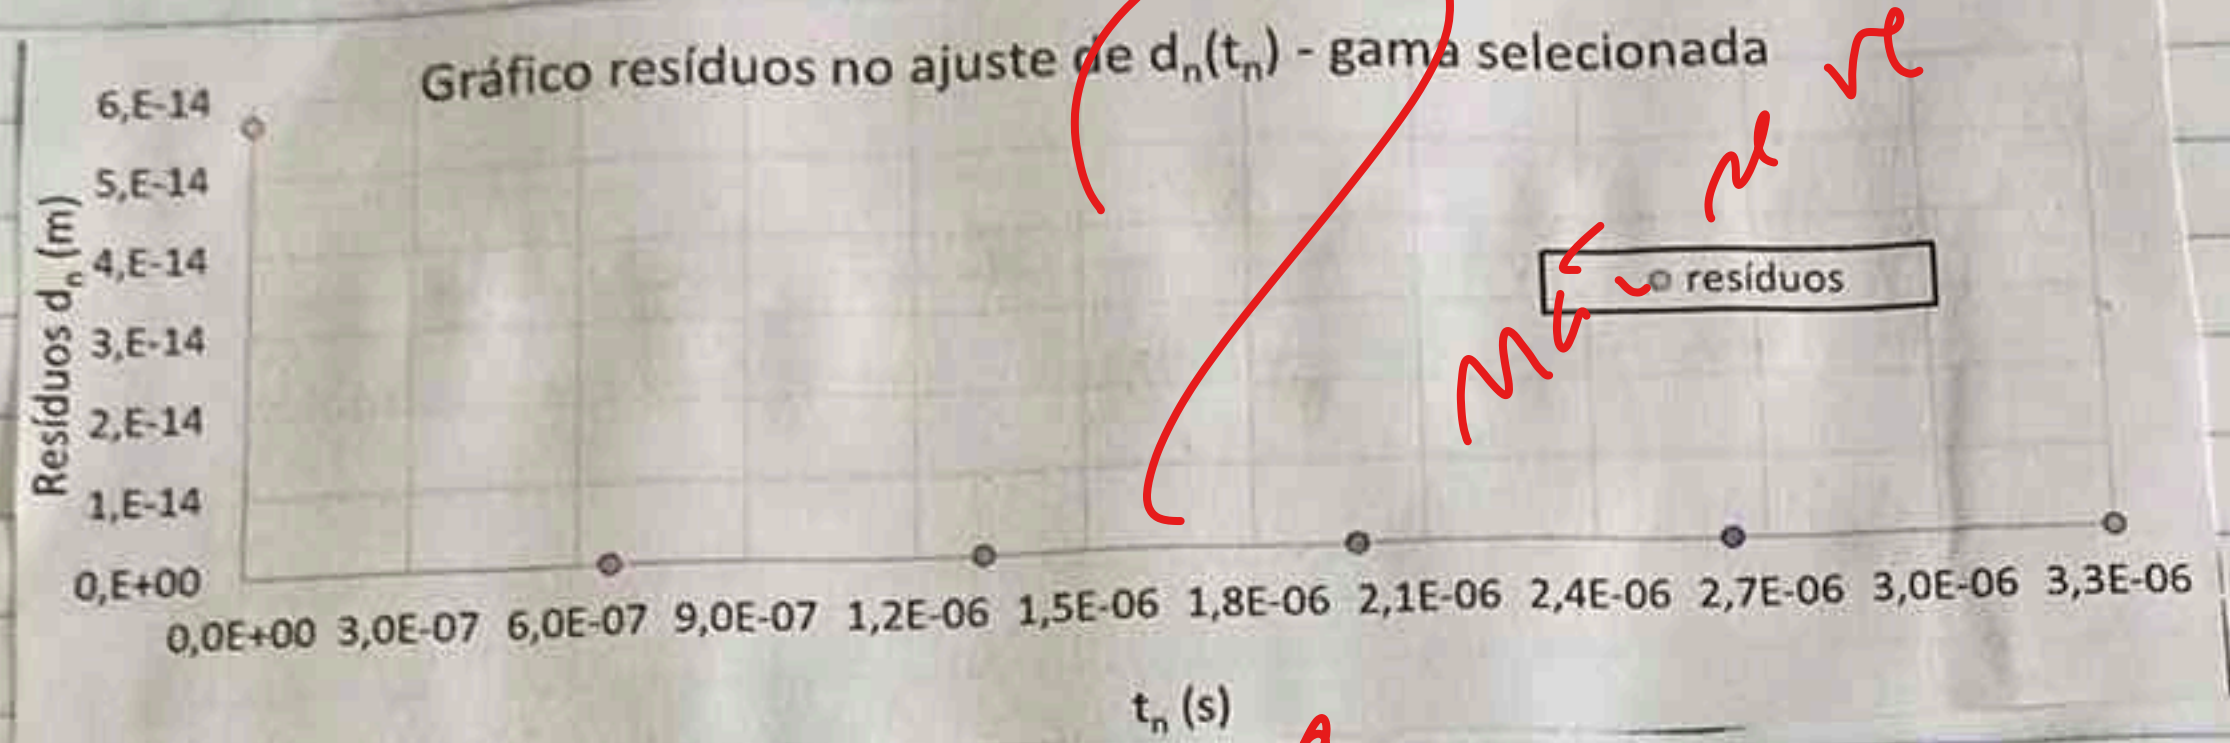 Gráfico resíduos no ajuste de dₙ(tₙ) - gama selecionada
Resíduos dₙ (m)
6,E-14
5,E-14
4,E-14
3,E-14
2,E-14
1,E-14
0,E+00
resíduos
0,0E+00 3,0E-07 6,0E-07 9,0E-07 1,2E-06 1,5E-06 1,8E-06 2,1E-06 2,4E-06 2,7E-06 3,0E-06 3,3E-06
tₙ (s)